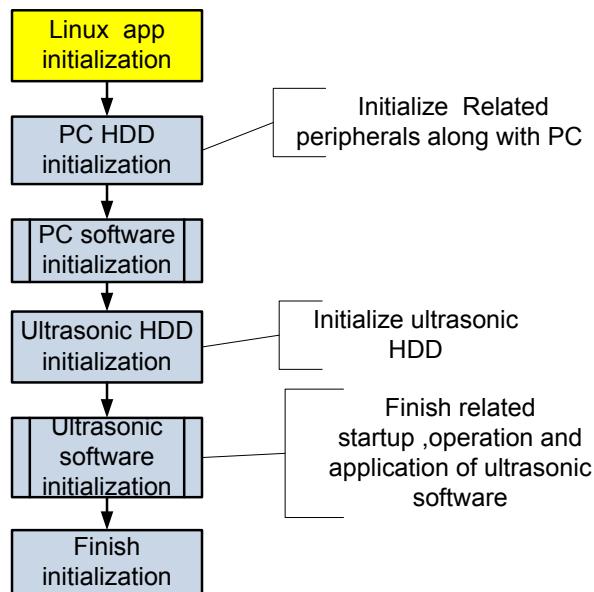 Linux app
initialization
PC HDD
initialization
Initialize Related
peripherals along with PC
PC software
initialization
Ultrasonic HDD
initialization
Initialize ultrasonic
HDD
Ultrasonic
software
initialization
Finish related
startup ,operation and
application of ultrasonic
software
Finish
initialization